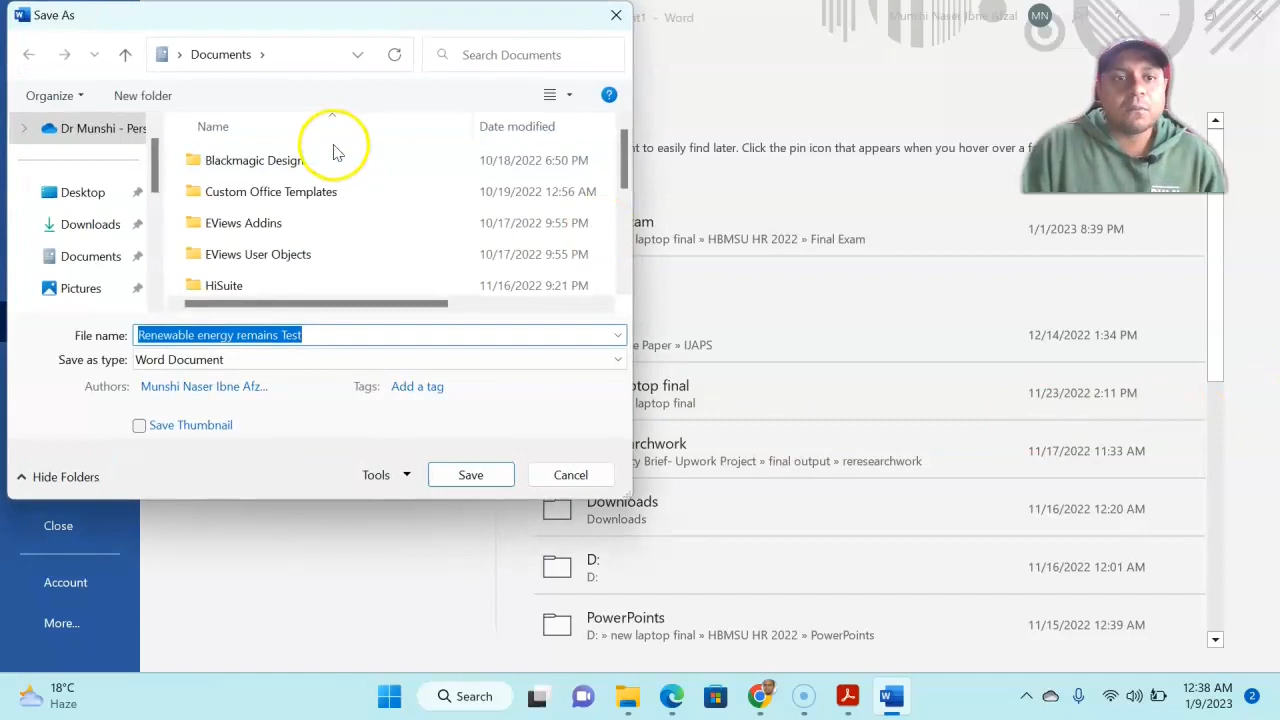 Save As
t1 - Word
Munshi Naser Ibne Afzal
MN
Documents
Search Documents
Organize
New folder
Dr Munshi - Pers
Name
Date modified
Blackmagic Design
10/18/2022 6:50 PM
Custom Office Templates
10/19/2022 12:56 AM
EViews Addins
10/17/2022 9:55 PM
EViews User Objects
10/17/2022 9:55 PM
HiSuite
11/16/2022 9:21 PM
Desktop
Downloads
Documents
Pictures
File name: Renewable energy remains Test
Save as type: Word Document
Authors: Munshi Naser Ibne Afz...
Tags: Add a tag
Save Thumbnail
Hide Folders
Tools
Save
Cancel
nt to easily find later. Click the pin icon that appears when you hover over a f
xam
laptop final » HBMSU HR 2022 » Final Exam
1/1/2023 8:39 PM
e Paper » IJAPS
12/14/2022 1:34 PM
ptop final
laptop final
11/23/2022 2:11 PM
archwork
cy Brief- Upwork Project » final output » reresearchwork
11/17/2022 11:33 AM
Downloads
Downloads
11/16/2022 12:20 AM
D:
D:
11/16/2022 12:01 AM
PowerPoints
D: » new laptop final » HBMSU HR 2022 » PowerPoints
11/15/2022 12:39 AM
Close
Account
More...
18°C
Haze
Search
12:38 AM
1/9/2023
2